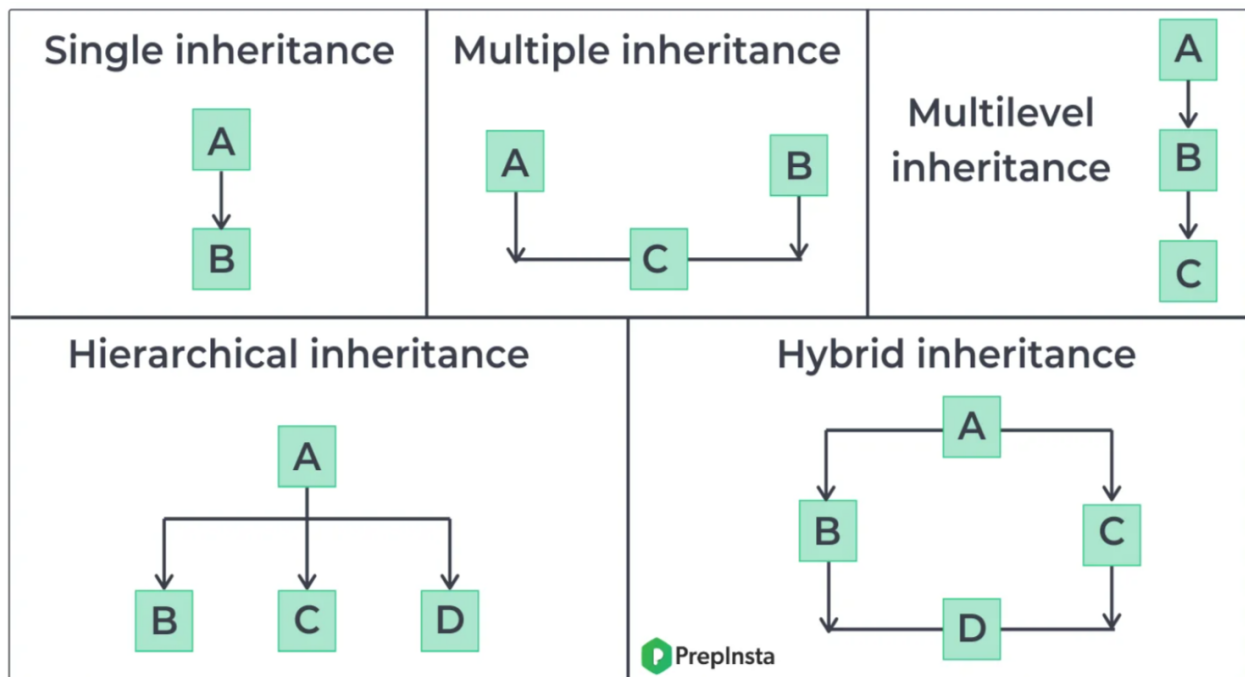 Single inheritance
A
B
Multiple inheritance
A
B
C
Multilevel
inheritance
A
B
C
Hierarchical inheritance
A
B
C
D
Hybrid inheritance
A
B
C
D
PrepInsta